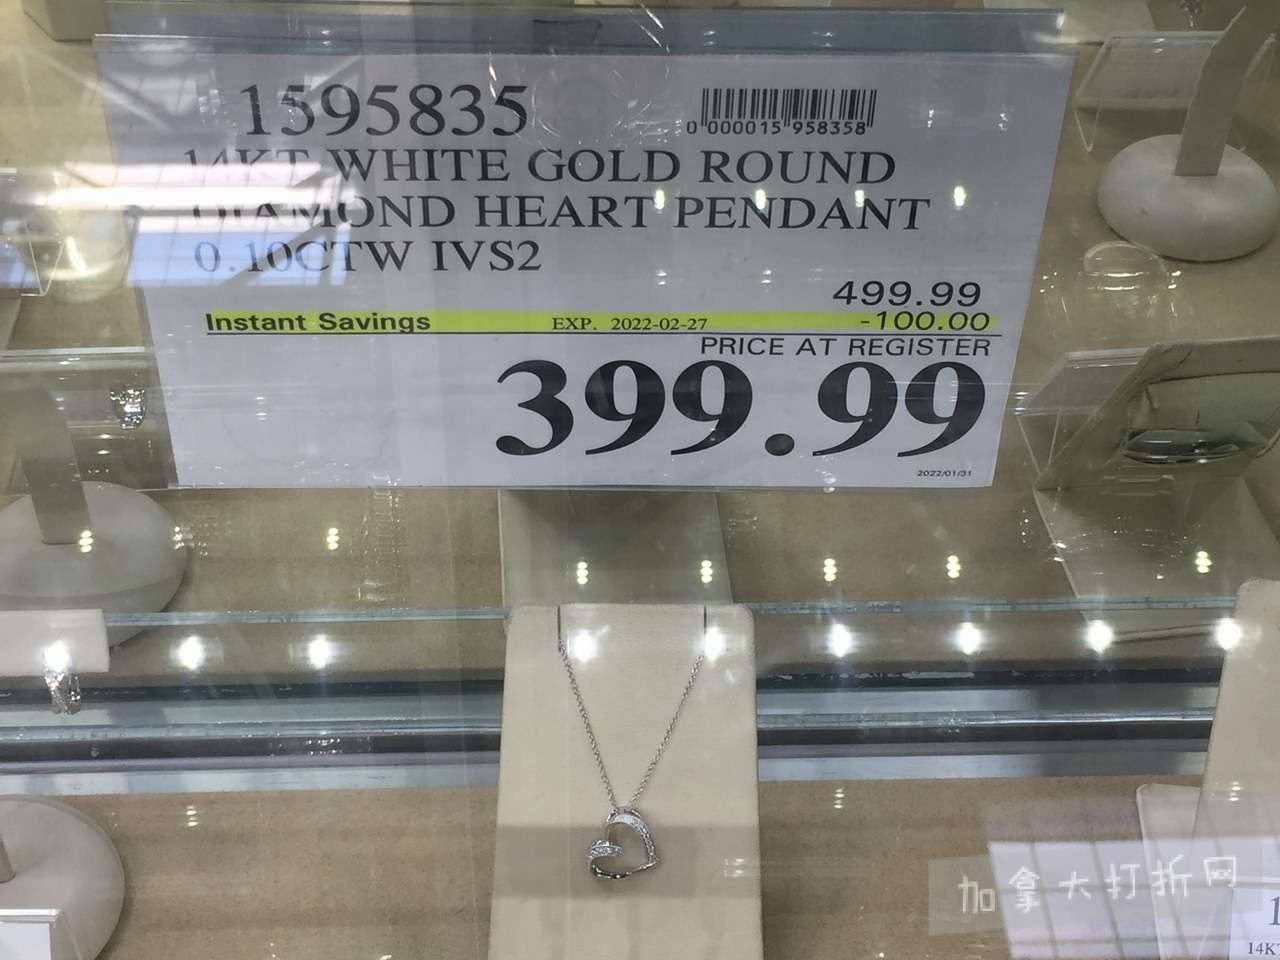 1595835
0 000015 958358
14KT WHITE GOLD ROUND
DIAMOND HEART PENDANT
0.10CTW IVS2
499.99
Instant Savings EXP. 2022-02-27 -100.00
PRICE AT REGISTER
399.99
2022/01/31
加拿大打折网
1
14KT